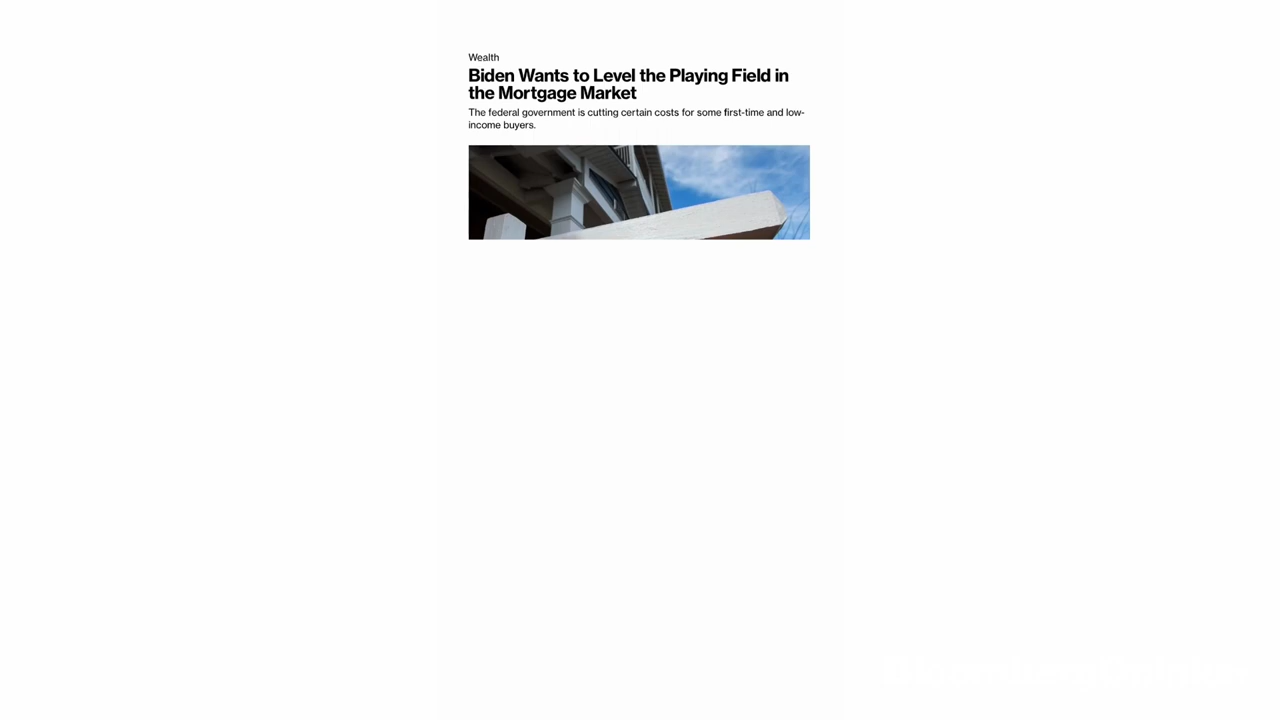 Wealth
Biden Wants to Level the Playing Field in
the Mortgage Market
The federal government is cutting certain costs for some first-time and low-
income buyers.